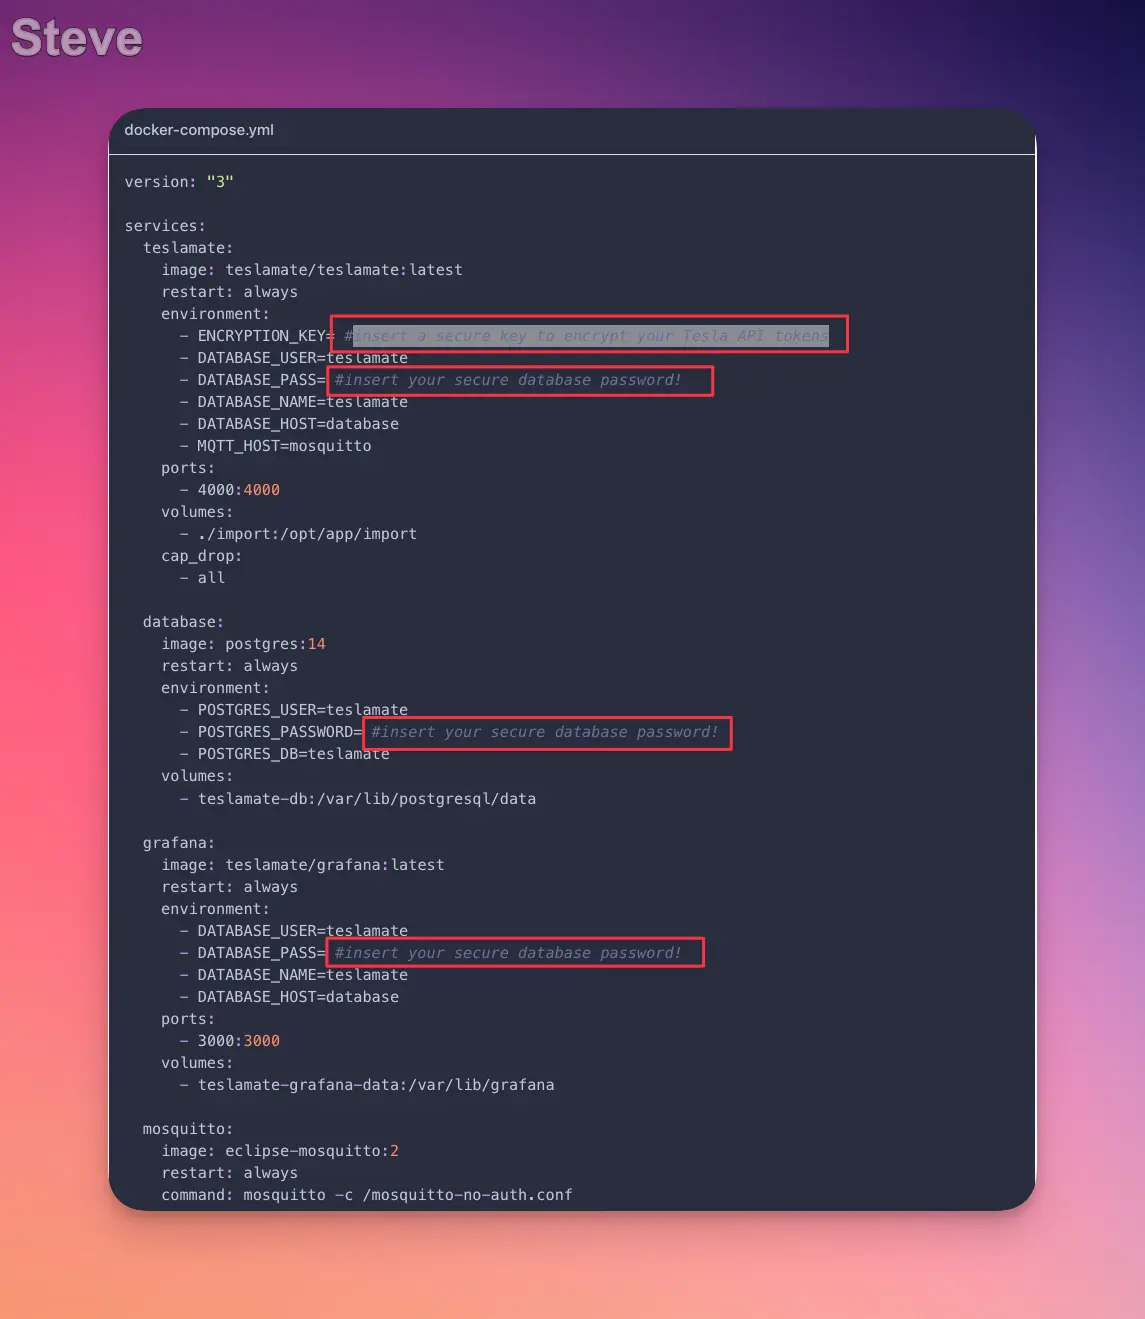 Steve
docker-compose.yml
version: "3"
services:
teslamate:
image: teslamate/teslamate:latest
restart: always
environment:
- ENCRYPTION_KEY= #insert a secure key to encrypt your Tesla API tokens
- DATABASE_USER=teslamate
- DATABASE_PASS= #insert your secure database password!
- DATABASE_NAME=teslamate
- DATABASE_HOST=database
- MQTT_HOST=mosquitto
ports:
- 4000:4000
volumes:
- ./import:/opt/app/import
cap_drop:
- all
database:
image: postgres:14
restart: always
environment:
- POSTGRES_USER=teslamate
- POSTGRES_PASSWORD= #insert your secure database password!
- POSTGRES_DB=teslamate
volumes:
- teslamate-db:/var/lib/postgresql/data
grafana:
image: teslamate/grafana:latest
restart: always
environment:
- DATABASE_USER=teslamate
- DATABASE_PASS= #insert your secure database password!
- DATABASE_NAME=teslamate
- DATABASE_HOST=database
ports:
- 3000:3000
volumes:
- teslamate-grafana-data:/var/lib/grafana
mosquitto:
image: eclipse-mosquitto:2
restart: always
command: mosquitto -c /mosquitto-no-auth.conf